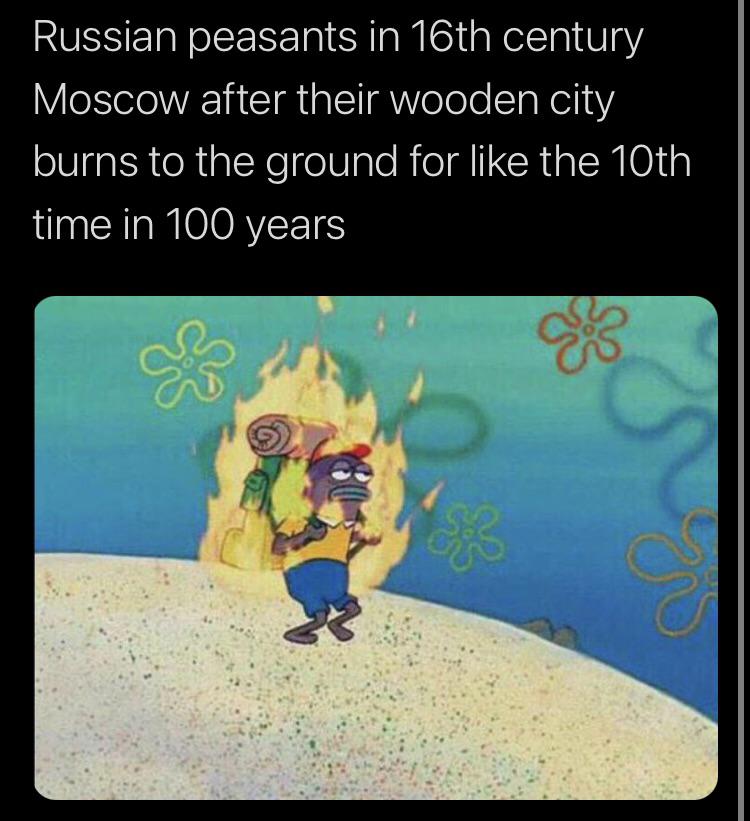 Russian peasants in 16th century
Moscow after their wooden city
burns to the ground for like the 10th
time in 100 years